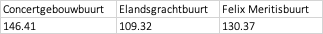 Concertgebouwbuurt Elandsgrachtbuurt Felix Meritisbuurt
146.41 109.32 130.37